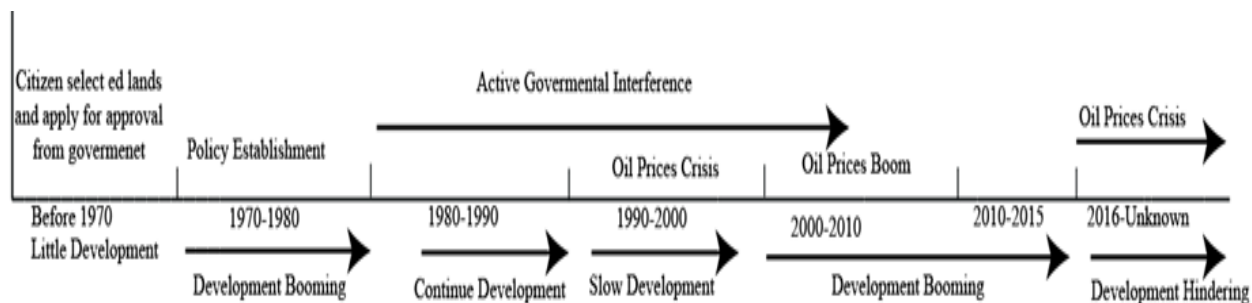 Citizen select ed lands
and apply for approval
from govermenet
Policy Establishment
Active Govermental Interference
Oil Prices Crisis
Oil Prices Boom
Oil Prices Crisis
Before 1970
1970-1980
1980-1990
1990-2000
2000-2010
2010-2015
2016-Unknown
Little Development
Development Booming
Continue Development
Slow Development
Development Booming
Development Hindering